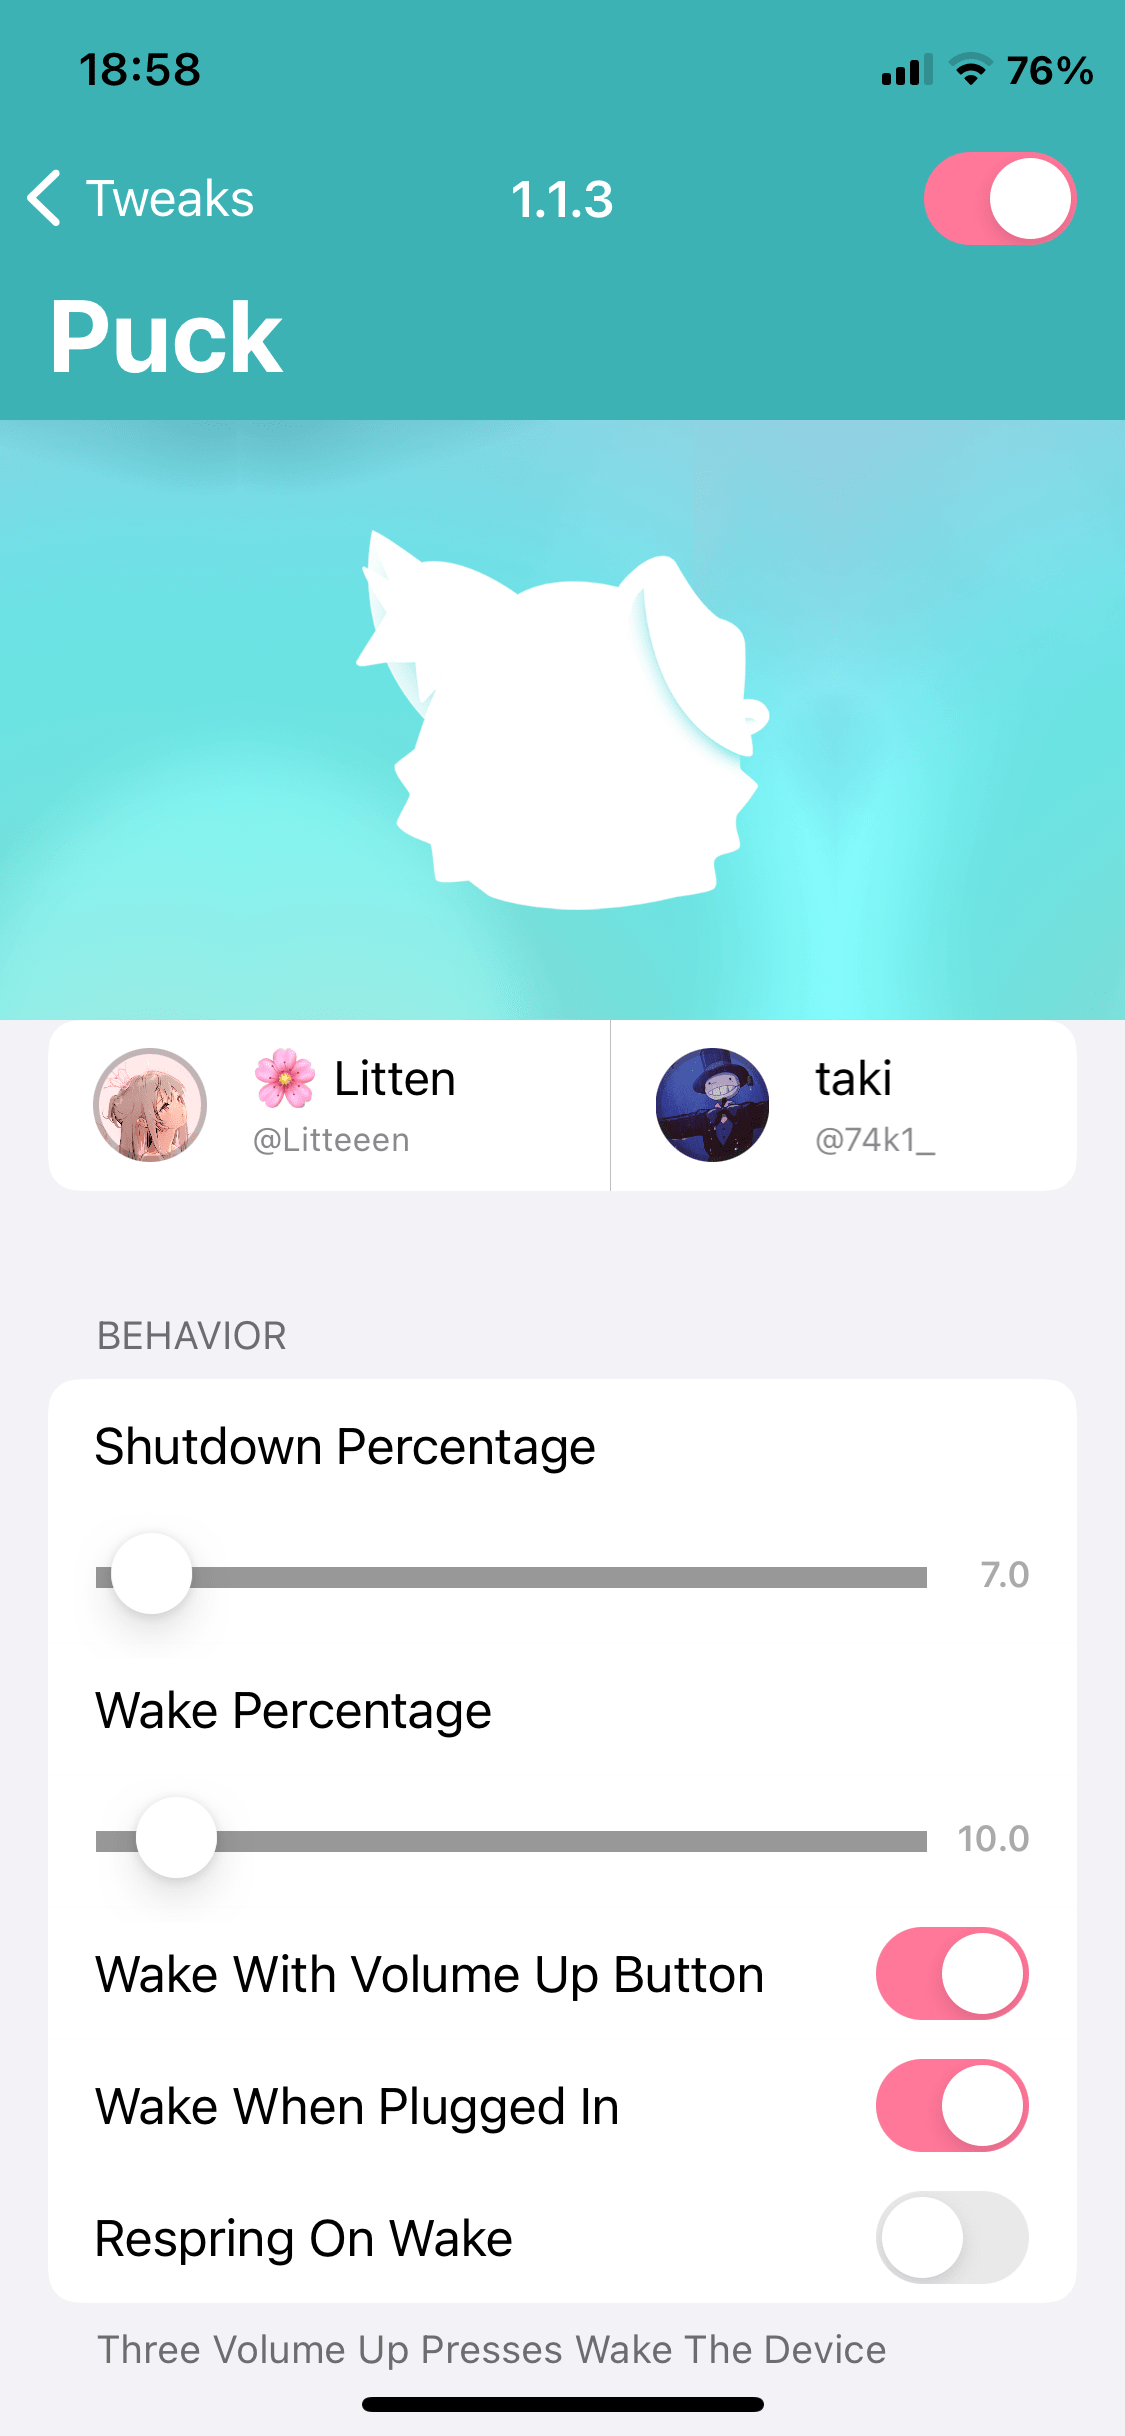 18:58
76%
Tweaks
1.1.3
Puck
🌸 Litten
@Litteeen
taki
@74k1_
BEHAVIOR
Shutdown Percentage
7.0
Wake Percentage
10.0
Wake With Volume Up Button
Wake When Plugged In
Respring On Wake
Three Volume Up Presses Wake The Device